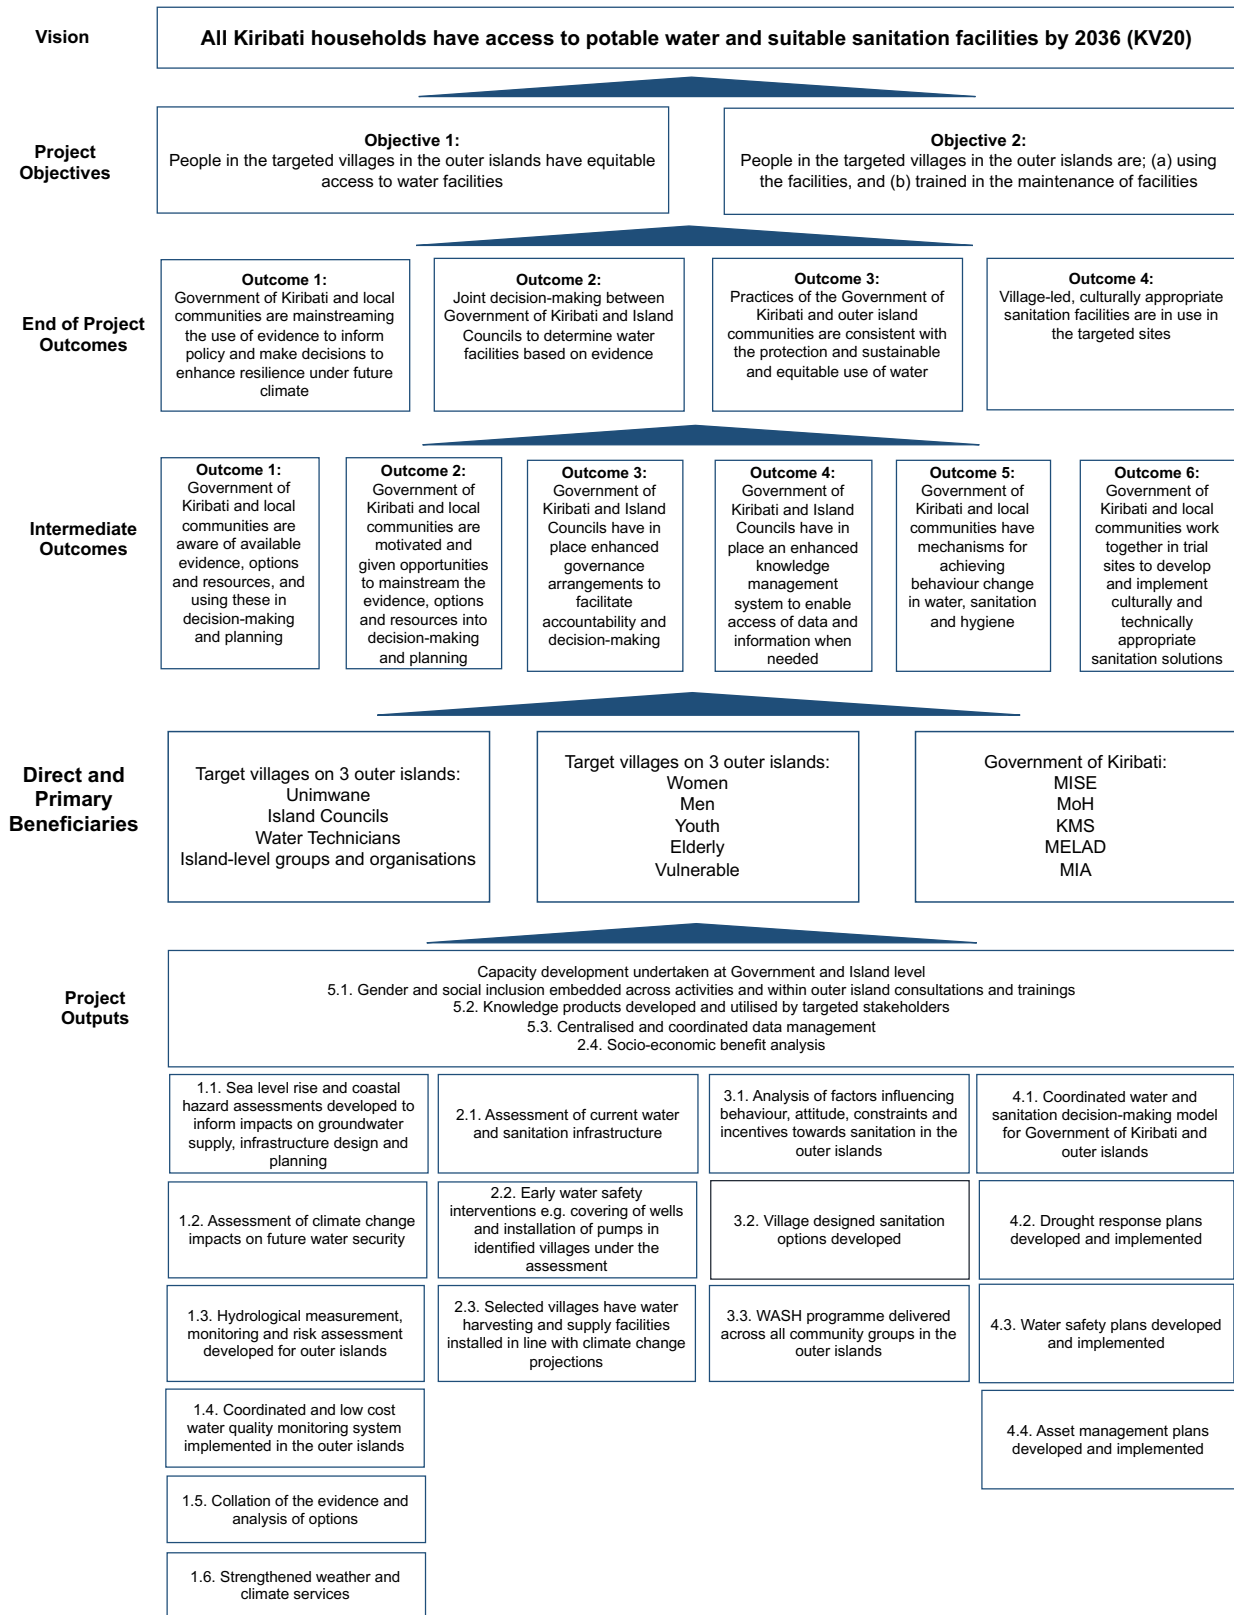 Vision
All Kiribati households have access to potable water and suitable sanitation facilities by 2036 (KV20)
Project
Objectives
Objective 1:
People in the targeted villages in the outer islands have equitable
access to water facilities
Objective 2:
People in the targeted villages in the outer islands are; (a) using
the facilities, and (b) trained in the maintenance of facilities
End of Project
Outcomes
Outcome 1:
Government of Kiribati and local
communities are mainstreaming
the use of evidence to inform
policy and make decisions to
enhance resilience under future
climate
Outcome 2:
Joint decision-making between
Government of Kiribati and Island
Councils to determine water
facilities based on evidence
Outcome 3:
Practices of the Government of
Kiribati and outer island
communities are consistent with
the protection and sustainable
and equitable use of water
Outcome 4:
Village-led, culturally appropriate
sanitation facilities are in use in
the targeted sites
Intermediate
Outcomes
Outcome 1:
Government of
Kiribati and local
communities are
aware of available
evidence, options
and resources, and
using these in
decision-making
and planning
Outcome 2:
Government of
Kiribati and local
communities are
motivated and
given opportunities
to mainstream the
evidence, options
and resources into
decision-making
and planning
Outcome 3:
Government of
Kiribati and Island
Councils have in
place enhanced
governance
arrangements to
facilitate
accountability and
decision-making
Outcome 4:
Government of
Kiribati and Island
Councils have in
place an enhanced
knowledge
management
system to enable
access of data and
information when
needed
Outcome 5:
Government of
Kiribati and local
communities have
mechanisms for
achieving
behaviour change
in water, sanitation
and hygiene
Outcome 6:
Government of
Kiribati and local
communities work
together in trial
sites to develop
and implement
culturally and
technically
appropriate
sanitation solutions
Direct and
Primary
Beneficiaries
Target villages on 3 outer islands:
Unimwane
Island Councils
Water Technicians
Island-level groups and organisations
Target villages on 3 outer islands:
Women
Men
Youth
Elderly
Vulnerable
Government of Kiribati:
MISE
MoH
KMS
MELAD
MIA
Project
Outputs
Capacity development undertaken at Government and Island level
5.1. Gender and social inclusion embedded across activities and within outer island consultations and trainings
5.2. Knowledge products developed and utilised by targeted stakeholders
5.3. Centralised and coordinated data management
2.4. Socio-economic benefit analysis
1.1. Sea level rise and coastal
hazard assessments developed to
inform impacts on groundwater
supply, infrastructure design and
planning
2.1. Assessment of current water
and sanitation infrastructure
3.1. Analysis of factors influencing
behaviour, attitude, constraints and
incentives towards sanitation in the
outer islands
4.1. Coordinated water and
sanitation decision-making model
for Government of Kiribati and
outer islands
1.2. Assessment of climate change
impacts on future water security
2.2. Early water safety
interventions e.g. covering of wells
and installation of pumps in
identified villages under the
assessment
3.2. Village designed sanitation
options developed
4.2. Drought response plans
developed and implemented
1.3. Hydrological measurement,
monitoring and risk assessment
developed for outer islands
2.3. Selected villages have water
harvesting and supply facilities
installed in line with climate change
projections
3.3. WASH programme delivered
across all community groups in the
outer islands
4.3. Water safety plans developed
and implemented
1.4. Coordinated and low cost
water quality monitoring system
implemented in the outer islands
4.4. Asset management plans
developed and implemented
1.5. Collation of the evidence and
analysis of options
1.6. Strengthened weather and
climate services